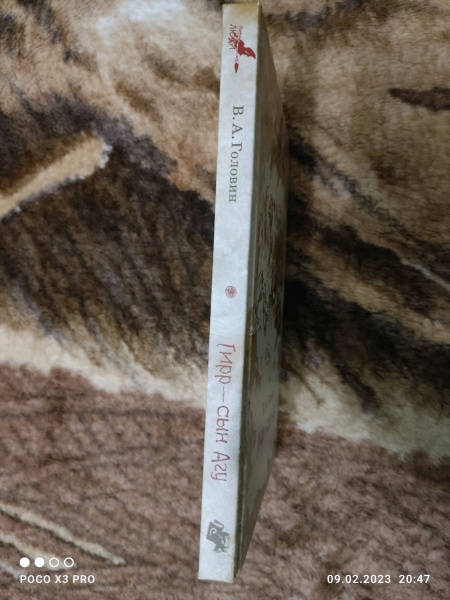 В. А. Головин
Гирр — сын Агу
POCO X3 PRO
09.02.2023 20:47